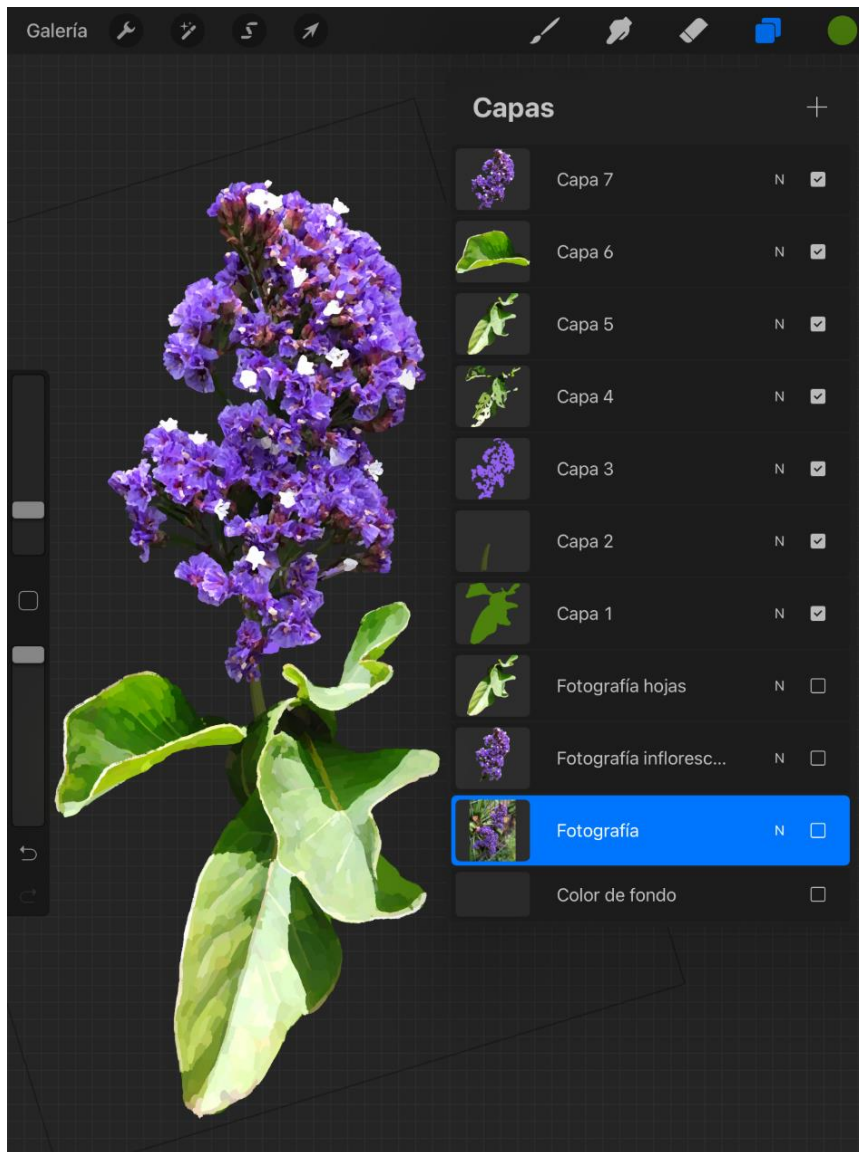 Galería
Capas
Capa 7 N
Capa 6 N
Capa 5 N
Capa 4 N
Capa 3 N
Capa 2 N
Capa 1 N
Fotografía hojas N
Fotografía infloresc... N
Fotografía N
Color de fondo